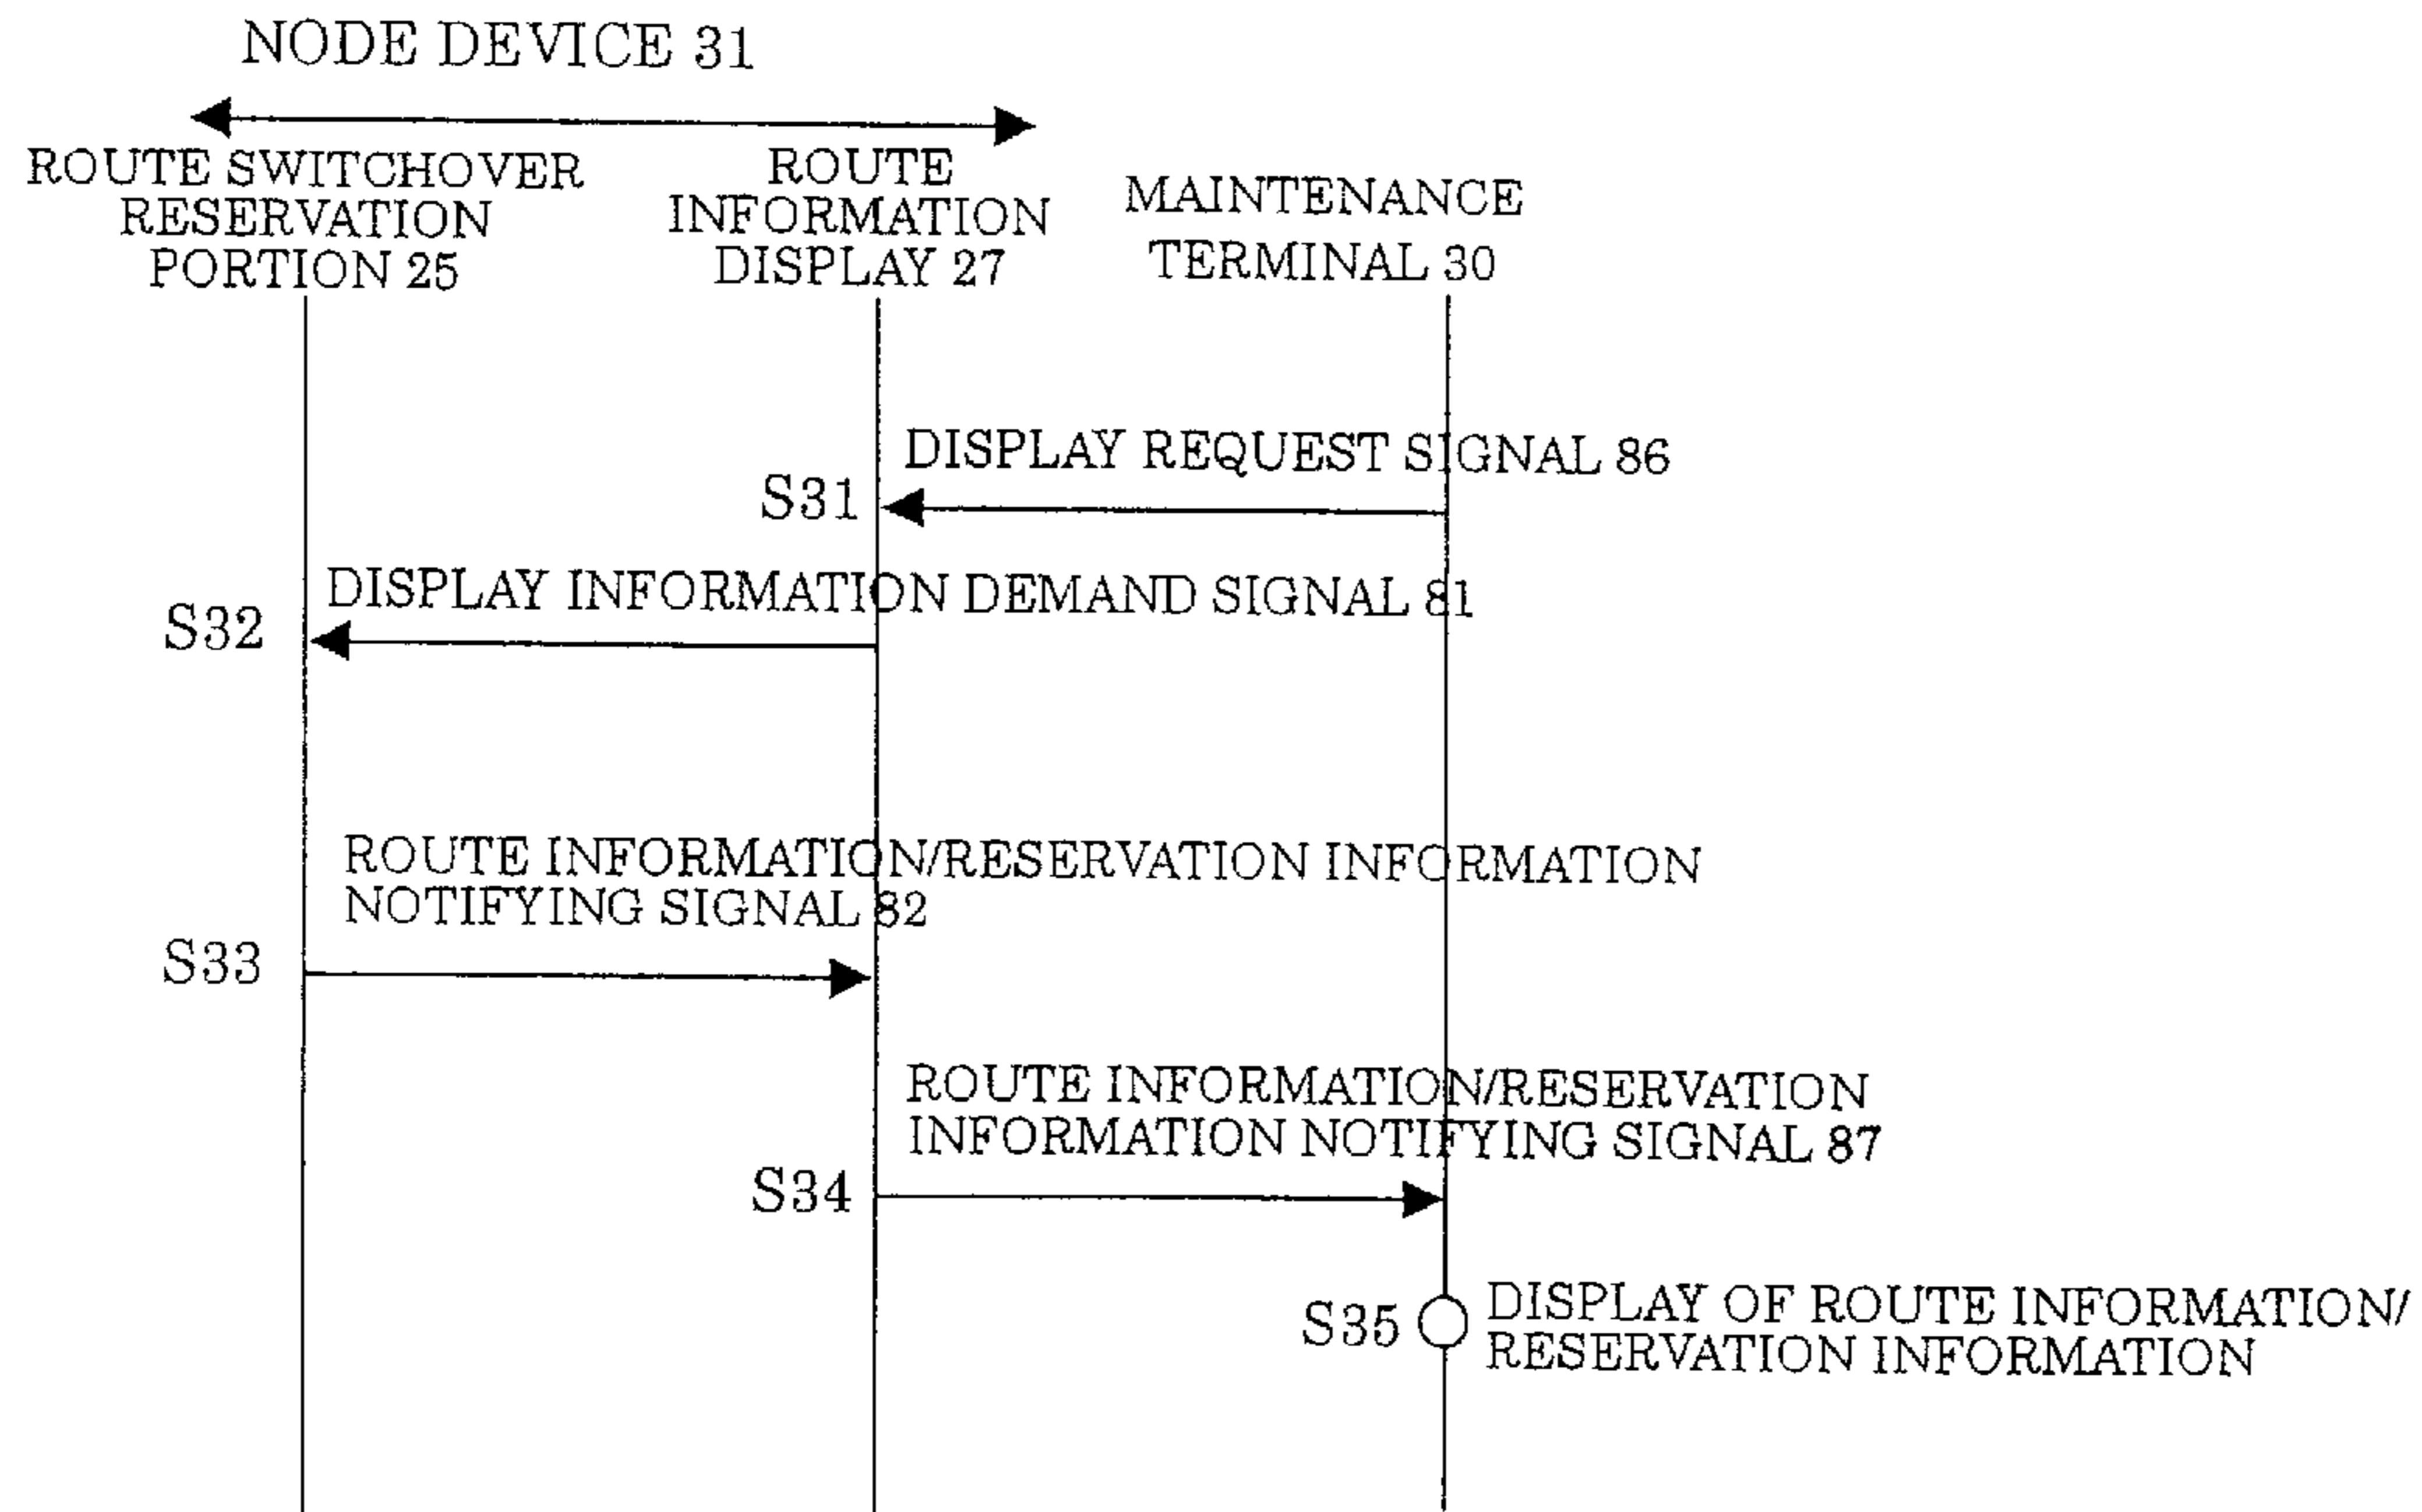 NODE DEVICE 31
ROUTE SWITCHOVER
RESERVATION
PORTION 25
ROUTE
INFORMATION
DISPLAY 27
MAINTENANCE
TERMINAL 30
DISPLAY REQUEST SIGNAL 86
S31
DISPLAY INFORMATION DEMAND SIGNAL 81
S32
ROUTE INFORMATION/RESERVATION INFORMATION
NOTIFYING SIGNAL 82
S33
ROUTE INFORMATION/RESERVATION
INFORMATION NOTIFYING SIGNAL 87
S34
S35
DISPLAY OF ROUTE INFORMATION/
RESERVATION INFORMATION